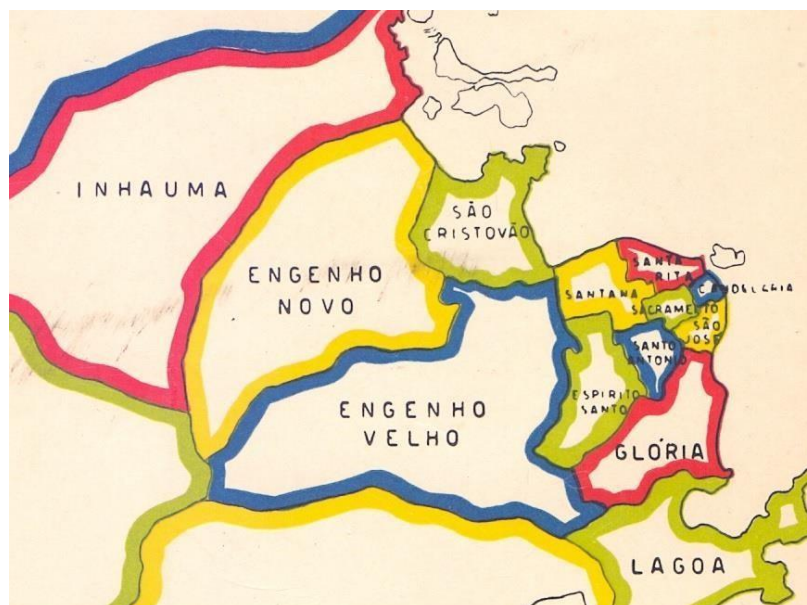 INHAUMA
SÃO
CRISTOVÃO
ENGENHO
NOVO
SANTA
RITA
CANDELARIA
SANTANA
SACRAMENTO
SÃO
JOSÉ
SANTO
ANTONIO
ESPIRITO
SANTO
ENGENHO
VELHO
GLÓRIA
LAGOA